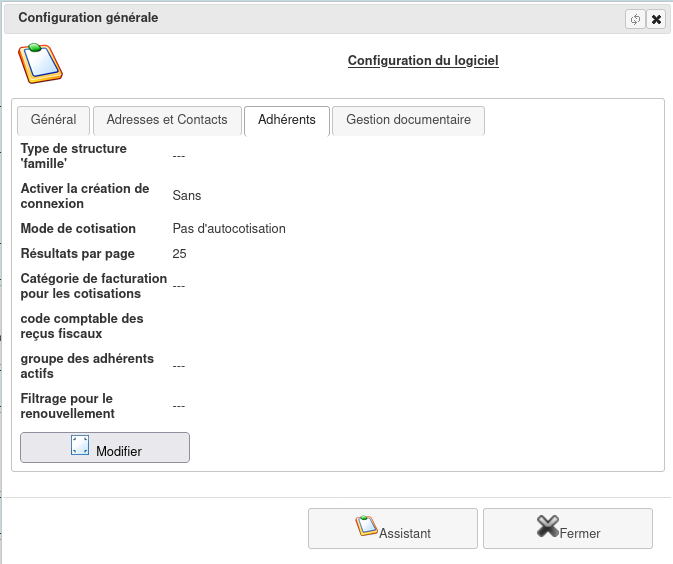 Configuration générale
Configuration du logiciel
Général
Adresses et Contacts
Adhérents
Gestion documentaire
Type de structure
'famille'
---
Activer la création de
connexion
Sans
Mode de cotisation
Pas d'autocotisation
Résultats par page
25
Catégorie de facturation
pour les cotisations
---
code comptable des
reçus fiscaux
groupe des adhérents
actifs
---
Filtrage pour le
renouvellement
---
Modifier
Assistant
Fermer